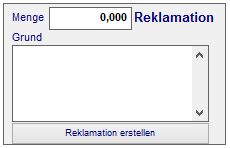 Menge 0,000 Reklamation
Grund
Reklamation erstellen